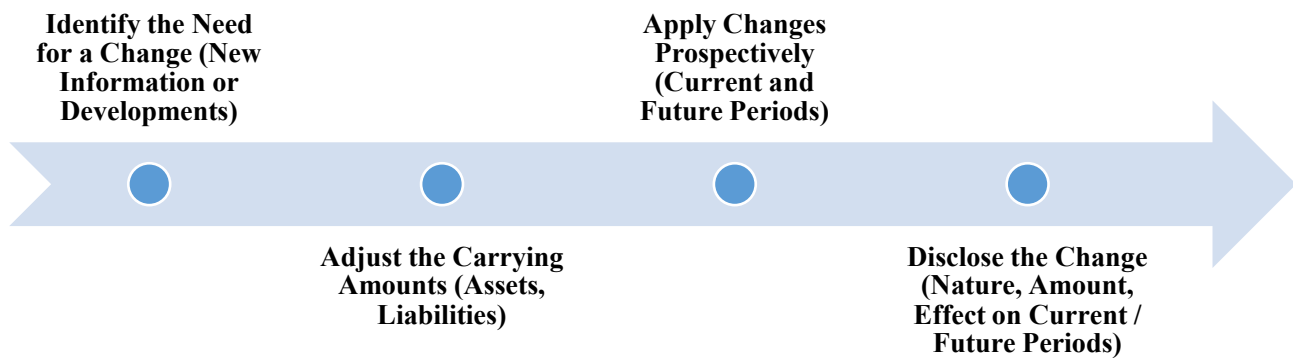 Identify the Need
for a Change (New
Information or
Developments)
Adjust the Carrying
Amounts (Assets,
Liabilities)
Apply Changes
Prospectively
(Current and
Future Periods)
Disclose the Change
(Nature, Amount,
Effect on Current /
Future Periods)